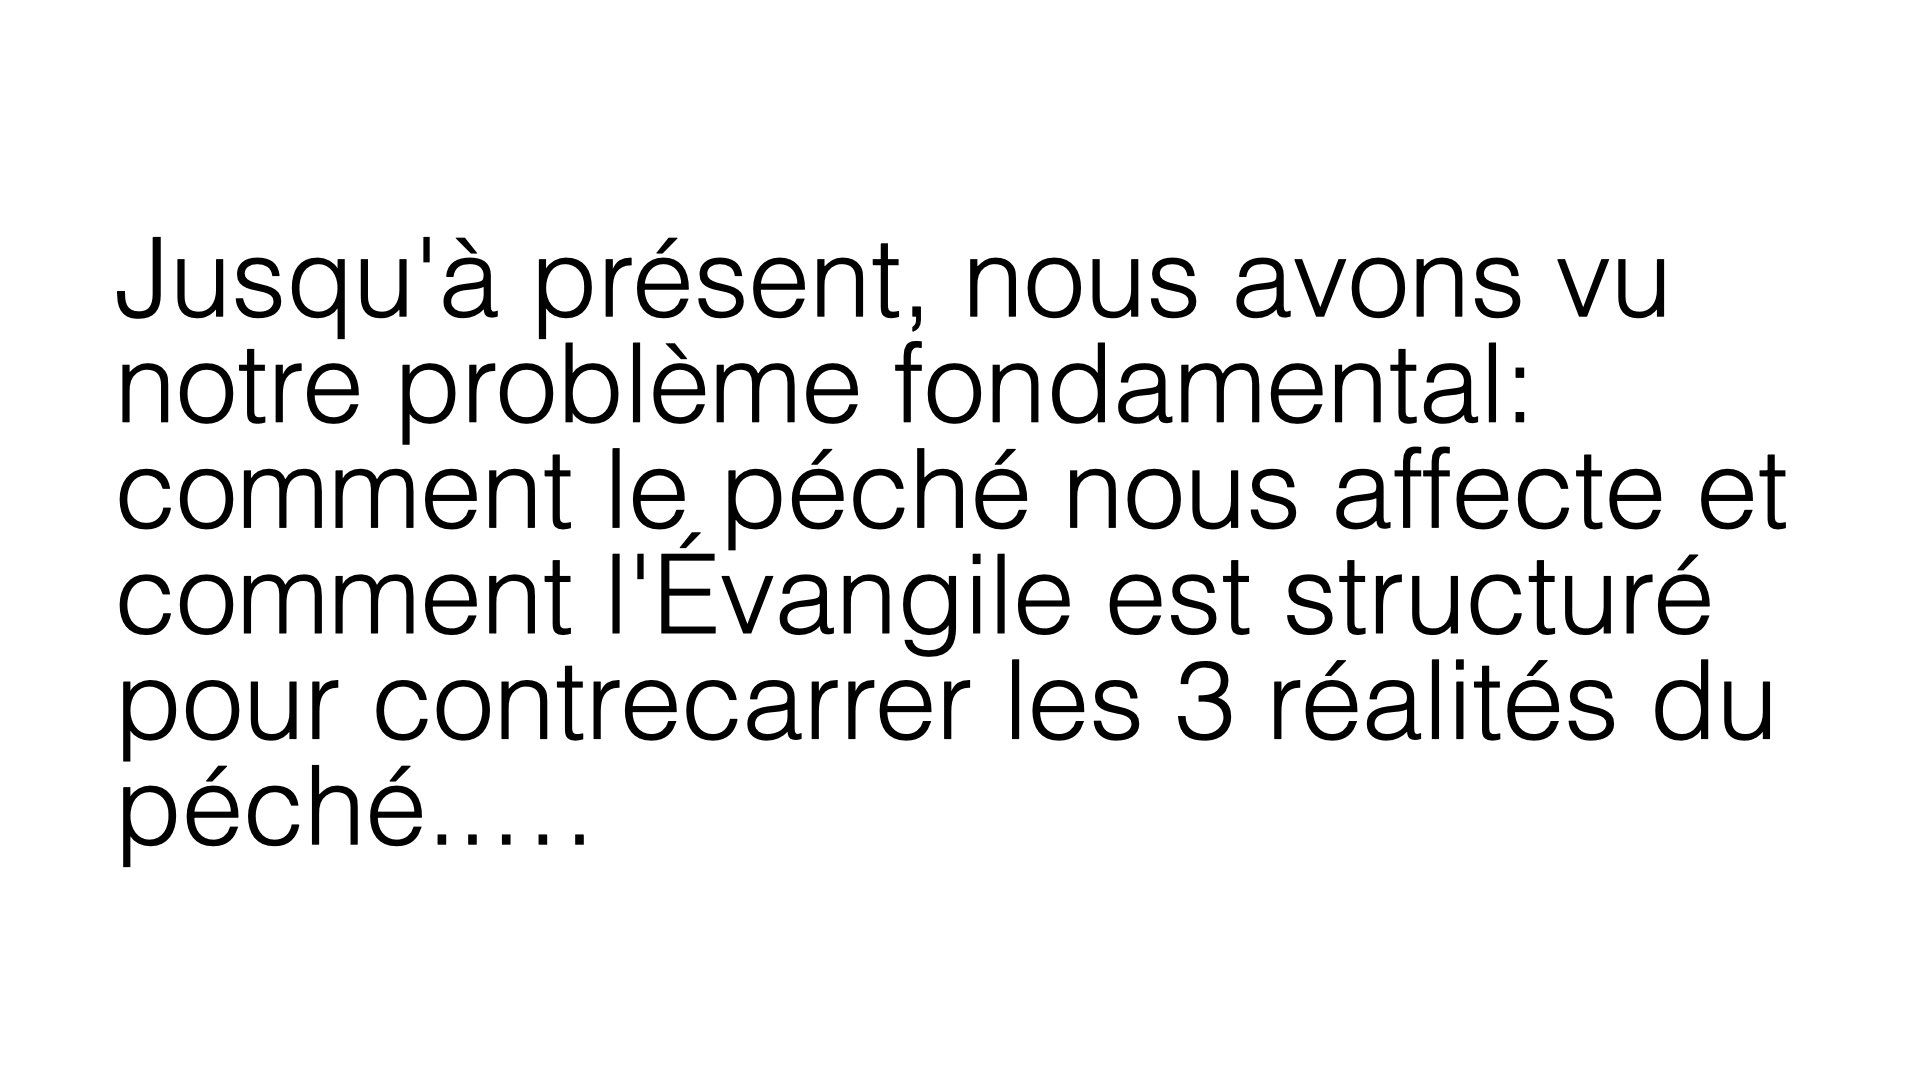 Jusqu'à présent, nous avons vu
notre problème fondamental:
comment le péché nous affecte et
comment l'Évangile est structuré
pour contrecarrer les 3 réalités du
péché.….